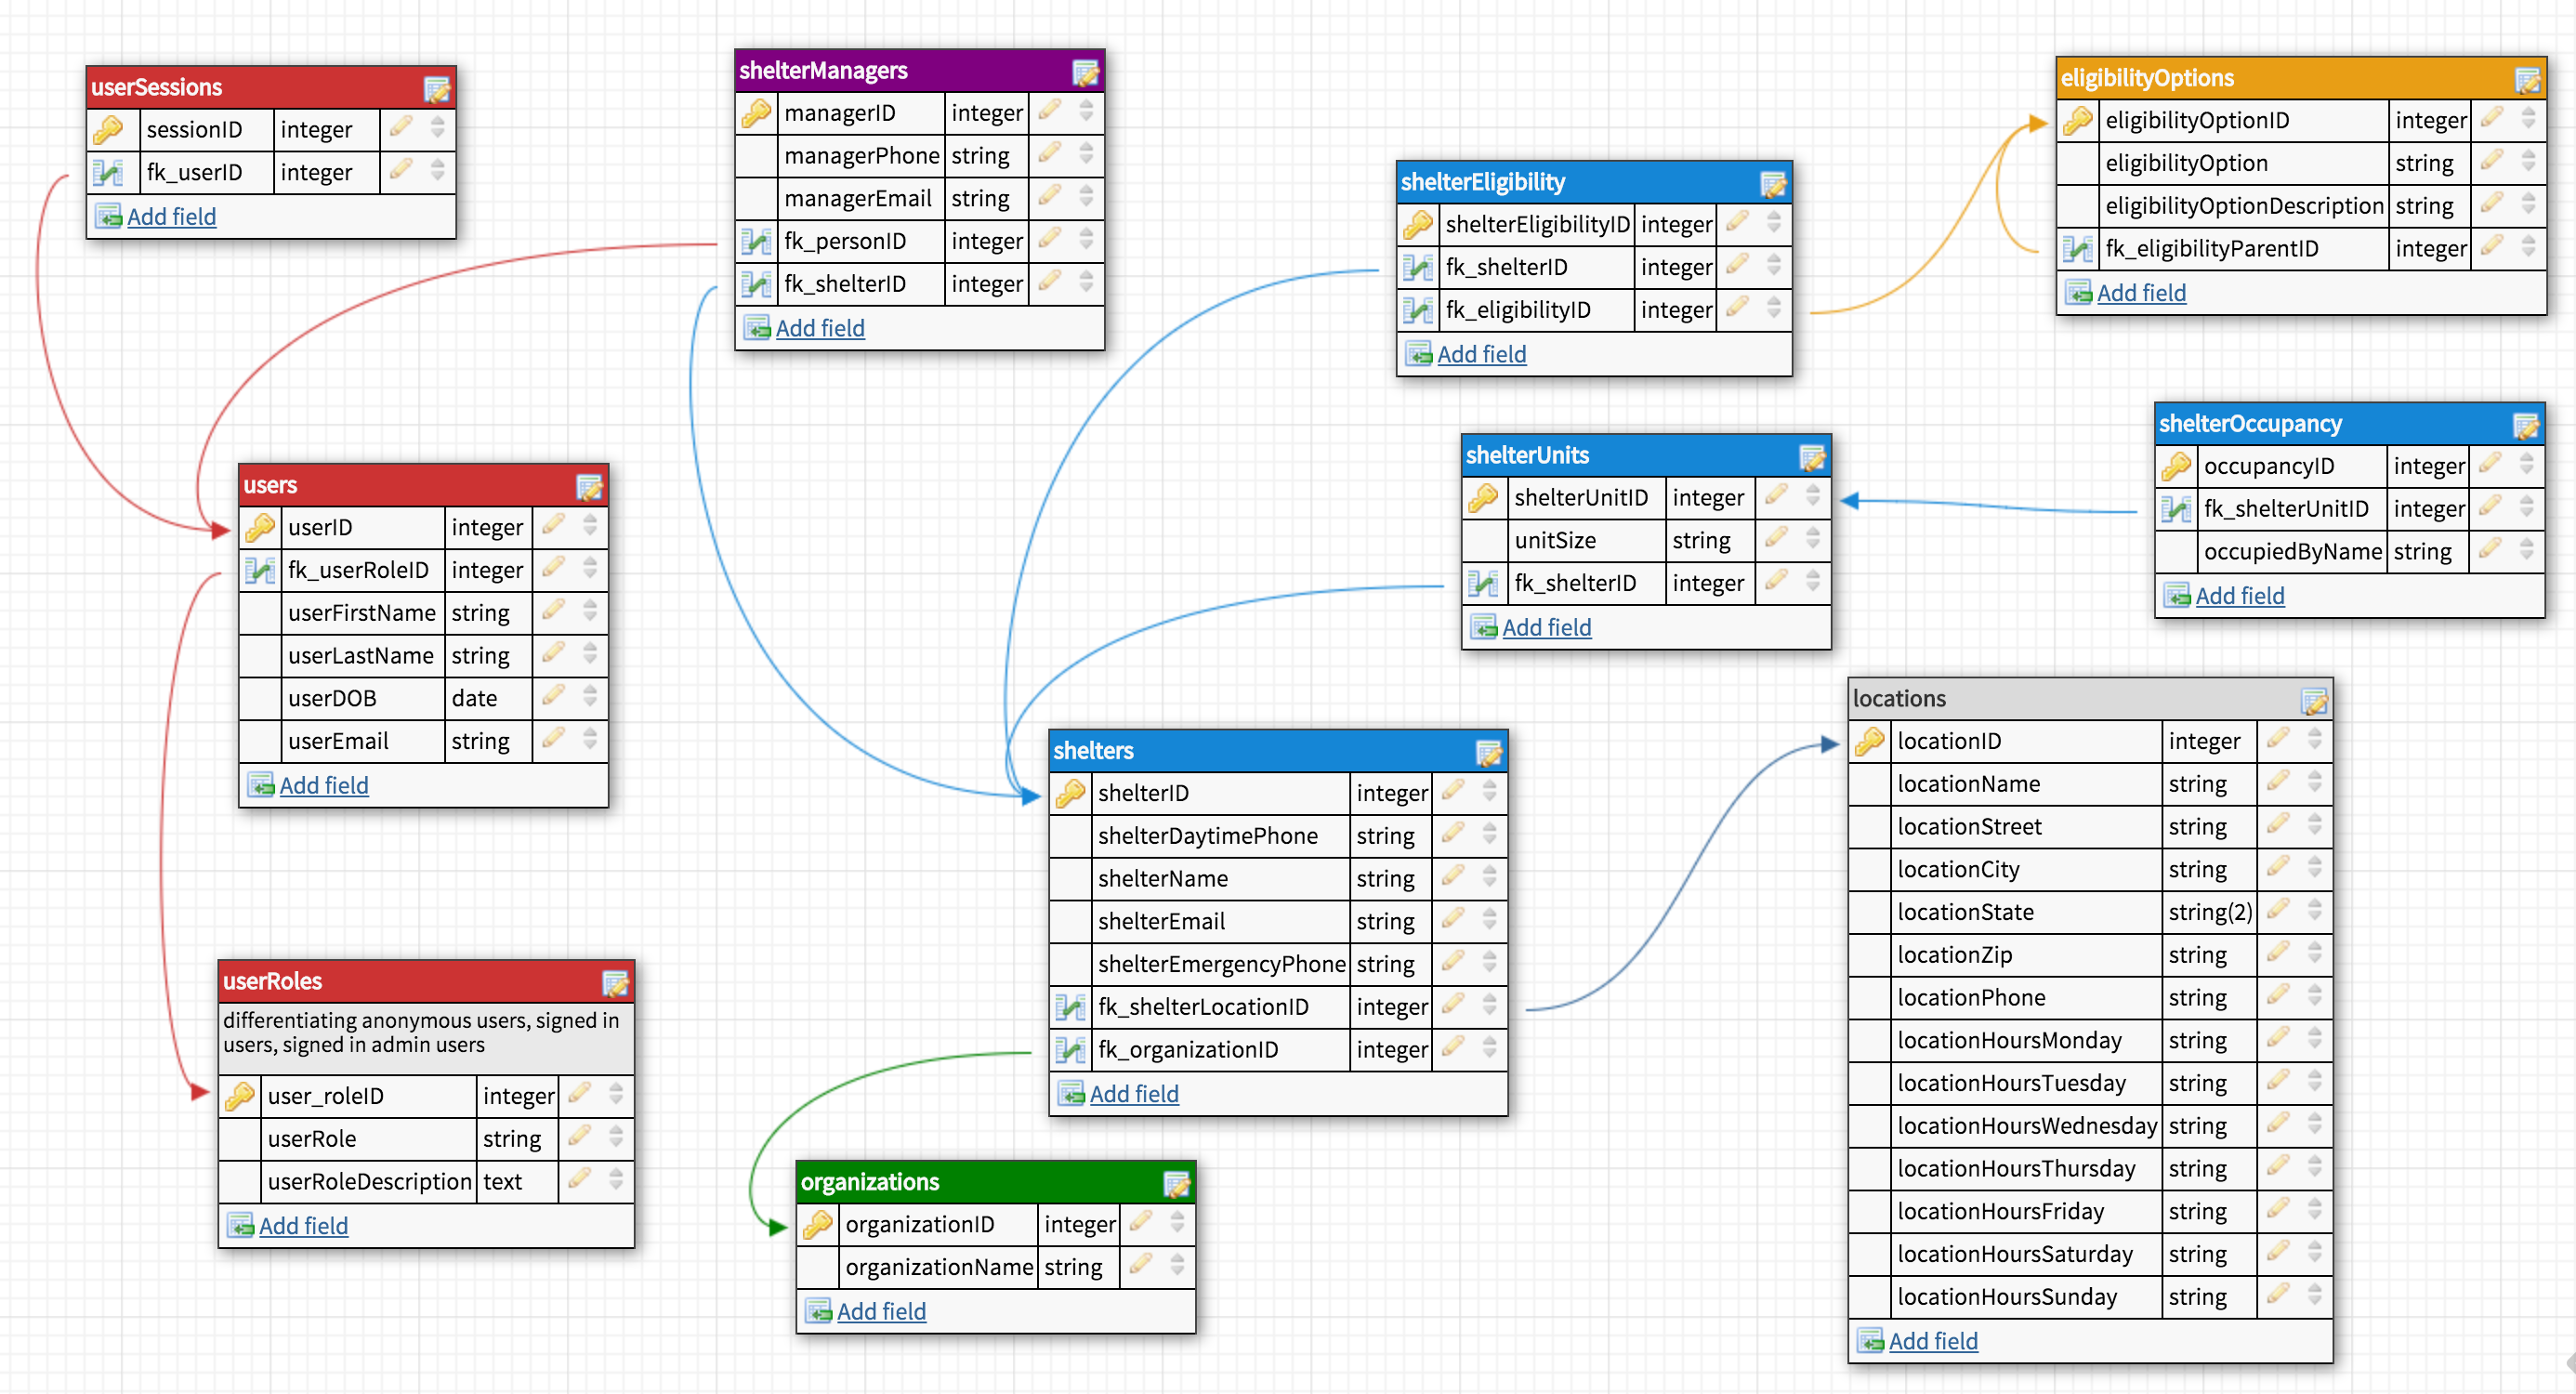 userSessions
sessionID integer
fk_userID integer
Add field
shelterManagers
managerID integer
managerPhone string
managerEmail string
fk_personID integer
fk_shelterID integer
Add field
shelterEligibility
shelterEligibilityID integer
fk_shelterID integer
fk_eligibilityID integer
Add field
eligibilityOptions
eligibilityOptionID integer
eligibilityOption string
eligibilityOptionDescription string
fk_eligibilityParentID integer
Add field
users
userID integer
fk_userRoleID integer
userFirstName string
userLastName string
userDOB date
userEmail string
Add field
shelterUnits
shelterUnitID integer
unitSize string
fk_shelterID integer
Add field
shelterOccupancy
occupancyID integer
fk_shelterUnitID integer
occupiedByName string
Add field
shelters
shelterID integer
shelterDaytimePhone string
shelterName string
shelterEmail string
shelterEmergencyPhone string
fk_shelterLocationID integer
fk_organizationID integer
Add field
locations
locationID integer
locationName string
locationStreet string
locationCity string
locationState string(2)
locationZip string
locationPhone string
locationHoursMonday string
locationHoursTuesday string
locationHoursWednesday string
locationHoursThursday string
locationHoursFriday string
locationHoursSaturday string
locationHoursSunday string
Add field
userRoles
differentiating anonymous users, signed in
users, signed in admin users
user_roleID integer
userRole string
userRoleDescription text
Add field
organizations
organizationID integer
organizationName string
Add field